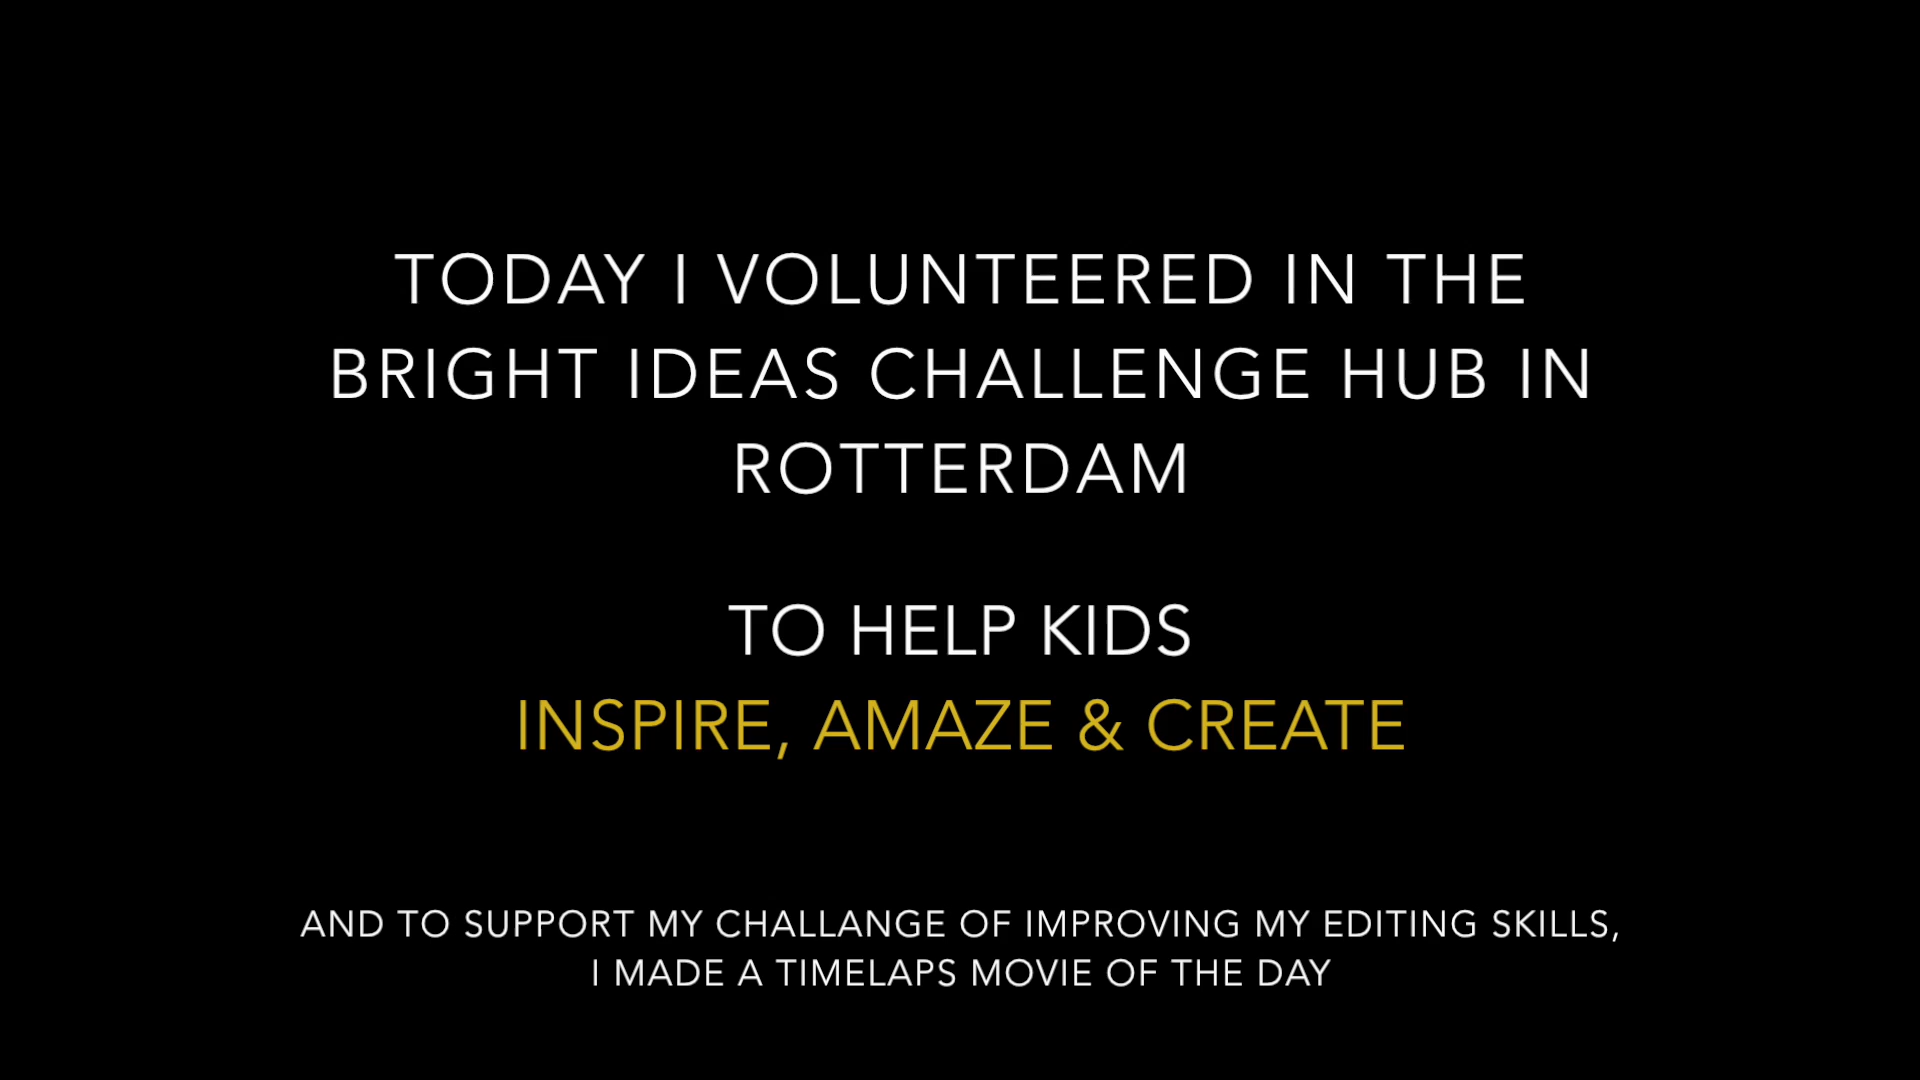 TODAY I VOLUNTEERED IN THE
BRIGHT IDEAS CHALLENGE HUB IN
ROTTERDAM
TO HELP KIDS
INSPIRE, AMAZE & CREATE
AND TO SUPPORT MY CHALLANGE OF IMPROVING MY EDITING SKILLS,
I MADE A TIMELAPS MOVIE OF THE DAY